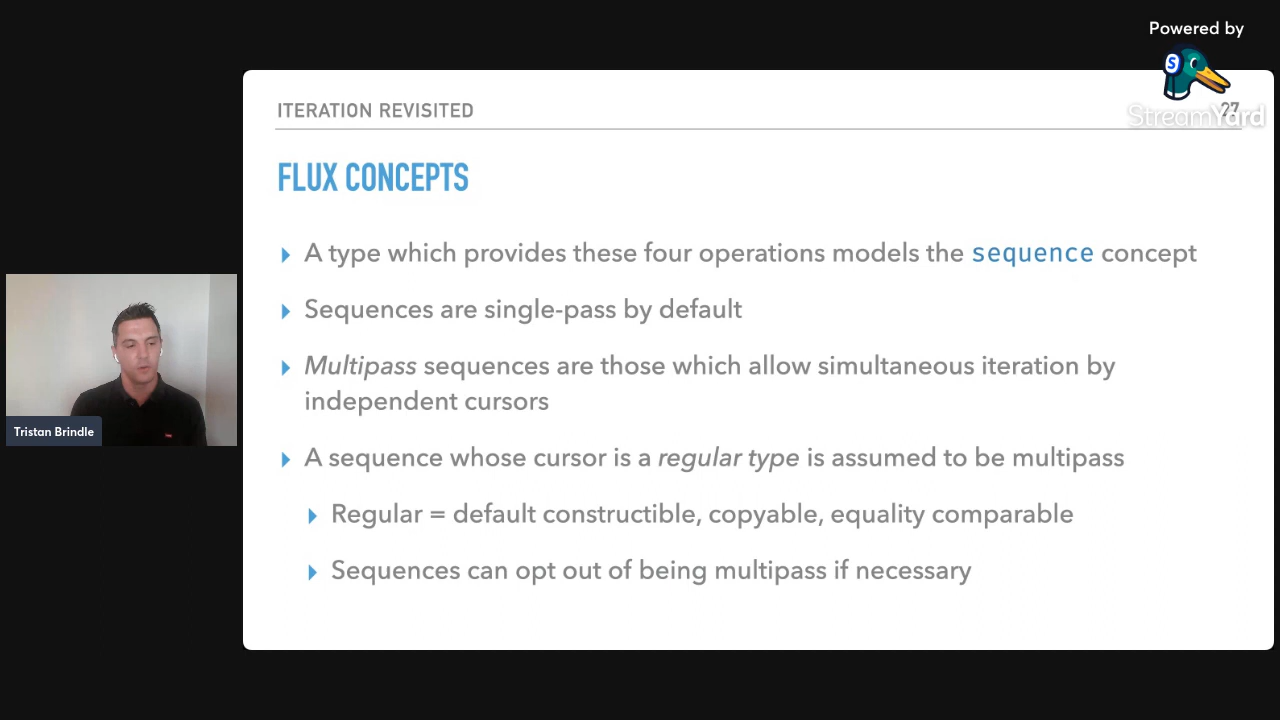 Powered by
StreamYard
ITERATION REVISITED
27
FLUX CONCEPTS
A type which provides these four operations models the sequence concept
Sequences are single-pass by default
Multipass sequences are those which allow simultaneous iteration by
independent cursors
A sequence whose cursor is a regular type is assumed to be multipass
Regular = default constructible, copyable, equality comparable
Sequences can opt out of being multipass if necessary
Tristan Brindle